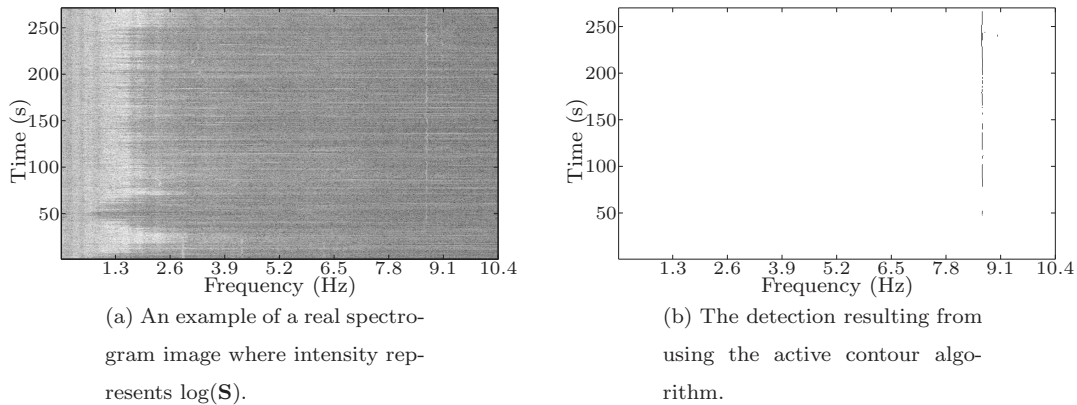 250
200
150
100
50
Time (s)
1.3 2.6 3.9 5.2 6.5 7.8 9.1 10.4
Frequency (Hz)
(a) An example of a real spectro-
gram image where intensity rep-
resents log(S).
250
200
150
100
50
Time (s)
1.3 2.6 3.9 5.2 6.5 7.8 9.1 10.4
Frequency (Hz)
(b) The detection resulting from
using the active contour algo-
rithm.